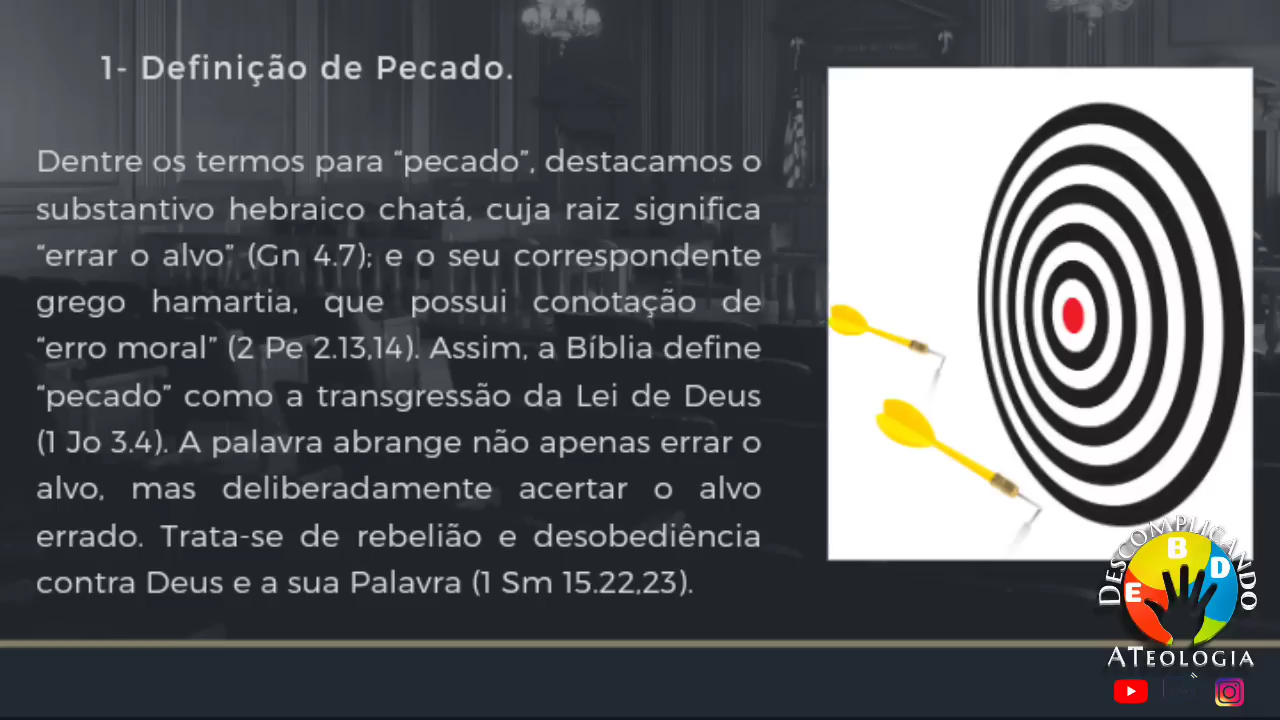 1- Definição de Pecado.
Dentre os termos para “pecado”, destacamos o
substantivo hebraico chatá, cuja raiz significa
“errar o alvo” (Gn 4.7); e o seu correspondente
grego hamartia, que possui conotação de
“erro moral” (2 Pe 2.13,14). Assim, a Bíblia define
“pecado” como a transgressão da Lei de Deus
(1 Jo 3.4). A palavra abrange não apenas errar o
alvo, mas deliberadamente acertar o alvo
errado. Trata-se de rebelião e desobediência
contra Deus e a sua Palavra (1 Sm 15.22,23).
DESCOMPLICANDO
E B D
ATEOLOGIA